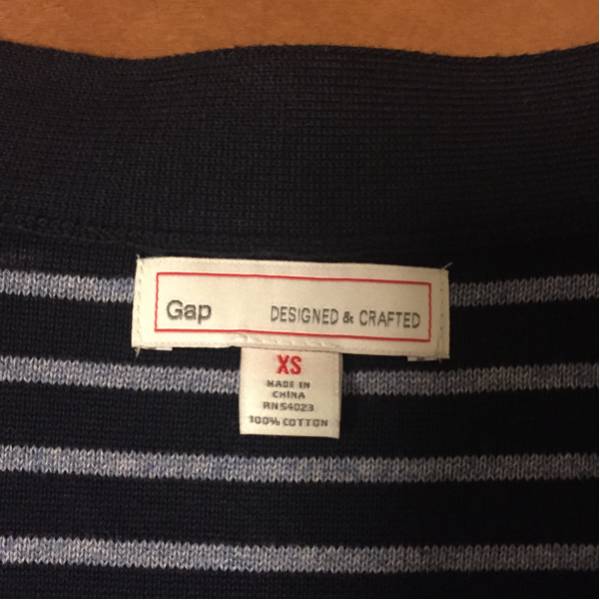 Gap DESIGNED & CRAFTED
XS
MADE IN
CHINA
RN54023
100% COTTON